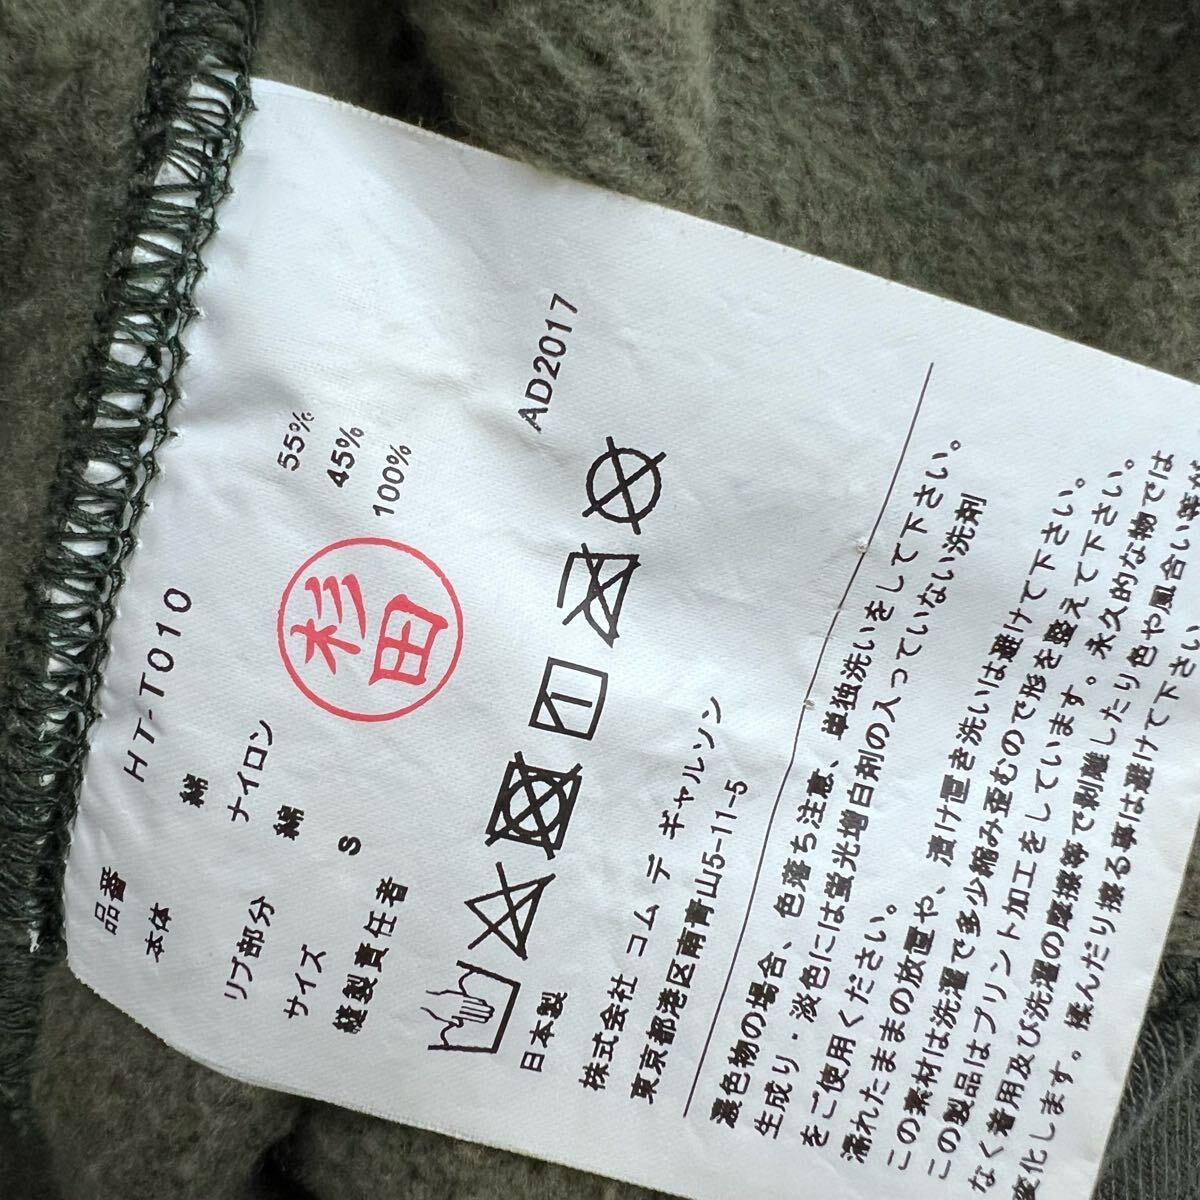 品番 HT-T010
本体 綿 55%
ナイロン 45%
リブ部分 綿 100%
サイズ S
縫製責任者 杉田
日本製 AD2017
株式会社 コム デ ギャルソン
東京都港区南青山5-11-5
濃色物の場合、色落ち注意、単独洗いをして下さい。
生成り・淡色には蛍光増白剤の入っていない洗剤
をご使用ください。
濡れたままの放置や、漬け置き洗いは避けて下さい。
この素材は洗濯で多少縮み歪むので形を整えて下さい。
この製品はプリント加工をしています。永久的な物では
なく着用及び洗濯の摩擦等で剥離したり色や風合い等が
変化します。揉んだり擦る事は避けて下さい